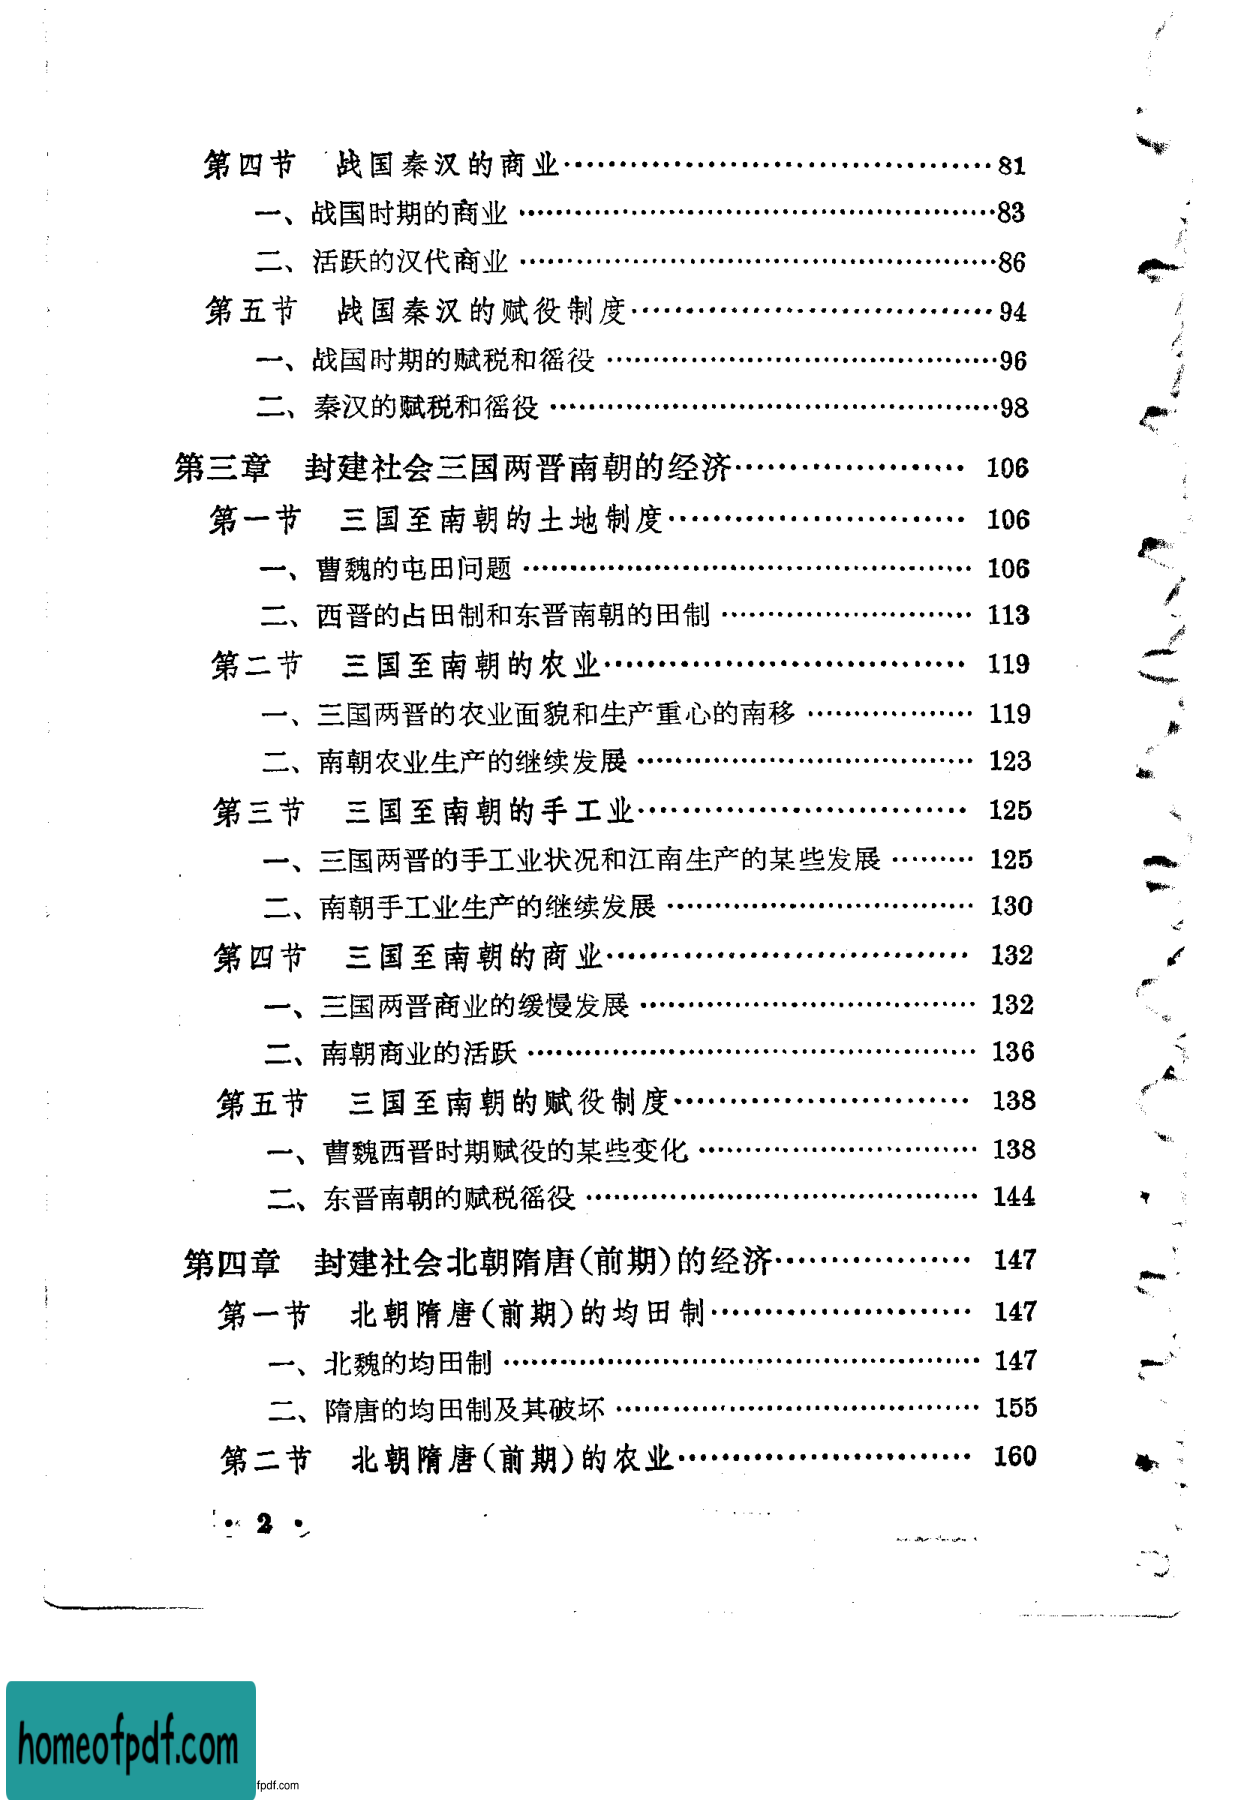 第四节 战国秦汉的商业……………………………………81
一、战国时期的商业……………………………………83
二、活跃的汉代商业……………………………………86
第五节 战国秦汉的赋役制度……………………………94
一、战国时期的赋税和徭役……………………………96
二、秦汉的赋税和徭役…………………………………98
第三章 封建社会三国两晋南朝的经济………………… 106
第一节 三国至南朝的土地制度……………………… 106
一、曹魏的屯田问题…………………………………… 106
二、西晋的占田制和东晋南朝的田制………………… 113
第二节 三国至南朝的农业…………………………… 119
一、三国两晋的农业面貌和生产重心的南移………… 119
二、南朝农业生产的继续发展………………………… 123
第三节 三国至南朝的手工业………………………… 125
一、三国两晋的手工业状况和江南生产的某些发展……… 125
二、南朝手工业生产的继续发展……………………… 130
第四节 三国至南朝的商业…………………………… 132
一、三国两晋商业的缓慢发展………………………… 132
二、南朝商业的活跃…………………………………… 136
第五节 三国至南朝的赋役制度……………………… 138
一、曹魏西晋时期赋役的某些变化…………………… 138
二、东晋南朝的赋税徭役……………………………… 144
第四章 封建社会北朝隋唐(前期)的经济……………… 147
第一节 北朝隋唐(前期)的均田制…………………… 147
一、北魏的均田制……………………………………… 147
二、隋唐的均田制及其破坏…………………………… 155
第二节 北朝隋唐(前期)的农业……………………… 160
• 2 •
homeofpdf.com
fpdf.com